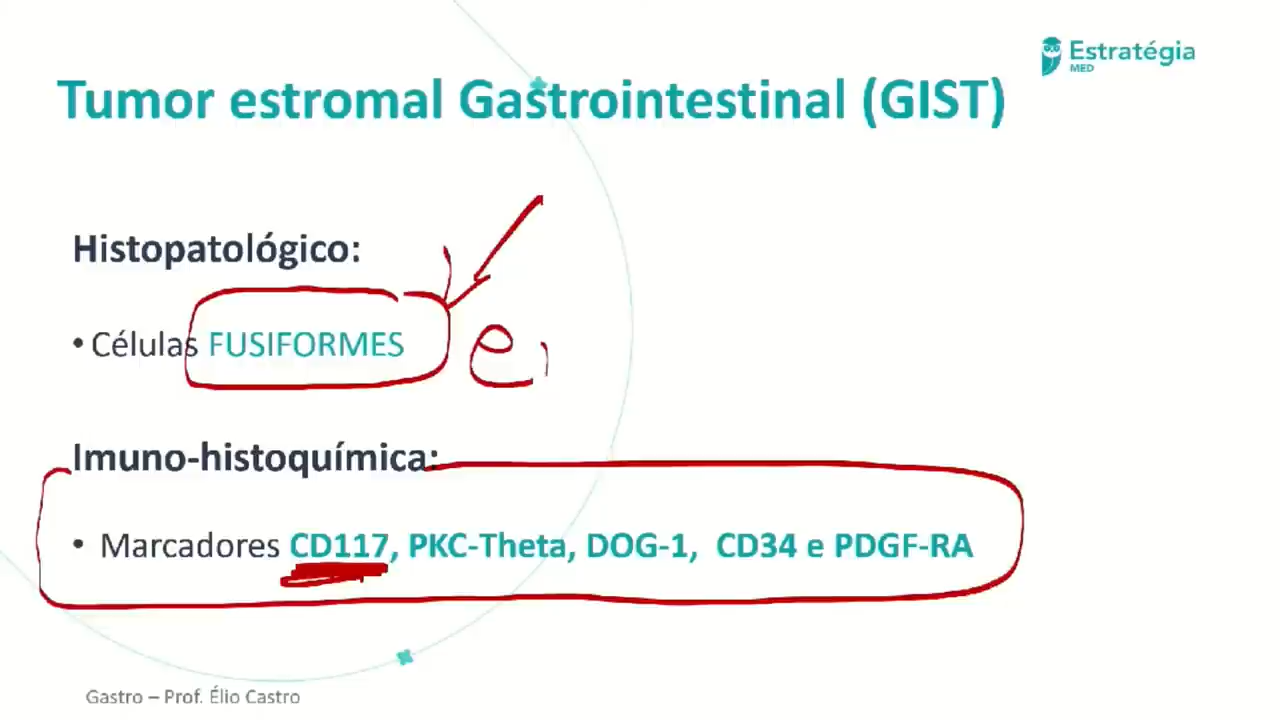 Estratégia
MED
Tumor estromal Gastrointestinal (GIST)
Histopatológico:
• Células FUSIFORMES
e
Imuno-histoquímica:
• Marcadores CD117, PKC-Theta, DOG-1, CD34 e PDGF-RA
Gastro – Prof. Élio Castro